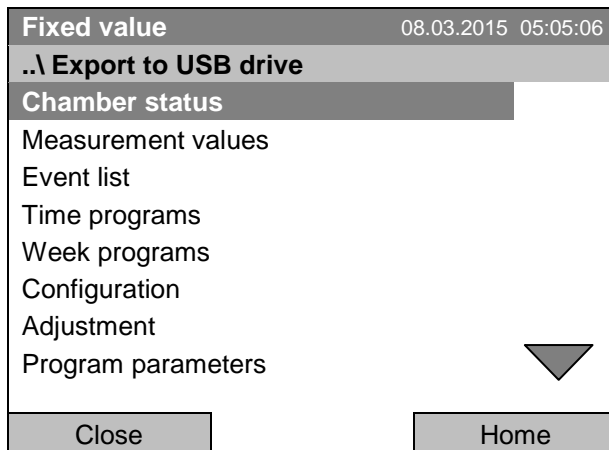 Fixed value 08.03.2015 05:05:06
..\ Export to USB drive
Chamber status
Measurement values
Event list
Time programs
Week programs
Configuration
Adjustment
Program parameters
Close Home